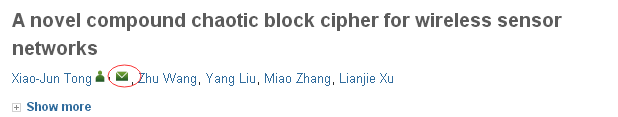 A novel compound chaotic block cipher for wireless sensor
networks
Xiao-Jun Tong , Zhu Wang, Yang Liu, Miao Zhang, Lianjie Xu
Show more